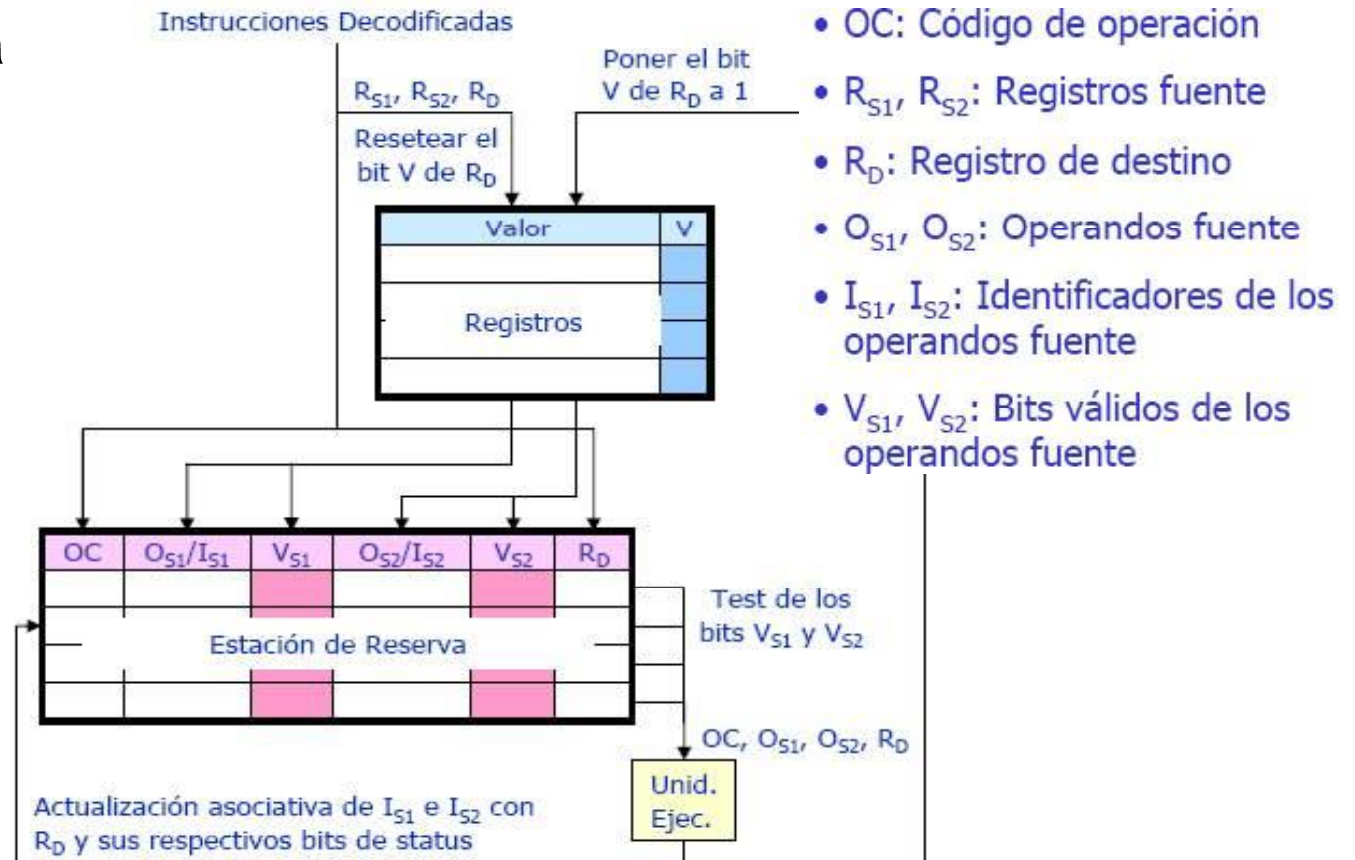 Instrucciones Decodificadas
R_S1, R_S2, R_D
Resetear el
bit V de R_D
Poner el bit
V de R_D a 1
Valor V
Registros
OC O_S1/I_S1 V_S1 O_S2/I_S2 V_S2 R_D
Estación de Reserva
Test de los
bits V_S1 y V_S2
OC, O_S1, O_S2, R_D
Unid.
Ejec.
Actualización asociativa de I_S1 e I_S2 con
R_D y sus respectivos bits de status
• OC: Código de operación
• R_S1, R_S2: Registros fuente
• R_D: Registro de destino
• O_S1, O_S2: Operandos fuente
• I_S1, I_S2: Identificadores de los
operandos fuente
• V_S1, V_S2: Bits válidos de los
operandos fuente